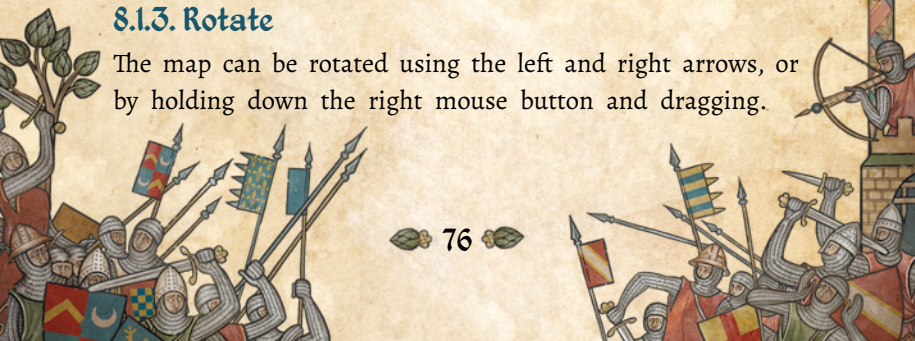 8.1.3. Rotate
The map can be rotated using the left and right arrows, or
by holding down the right mouse button and dragging.
76